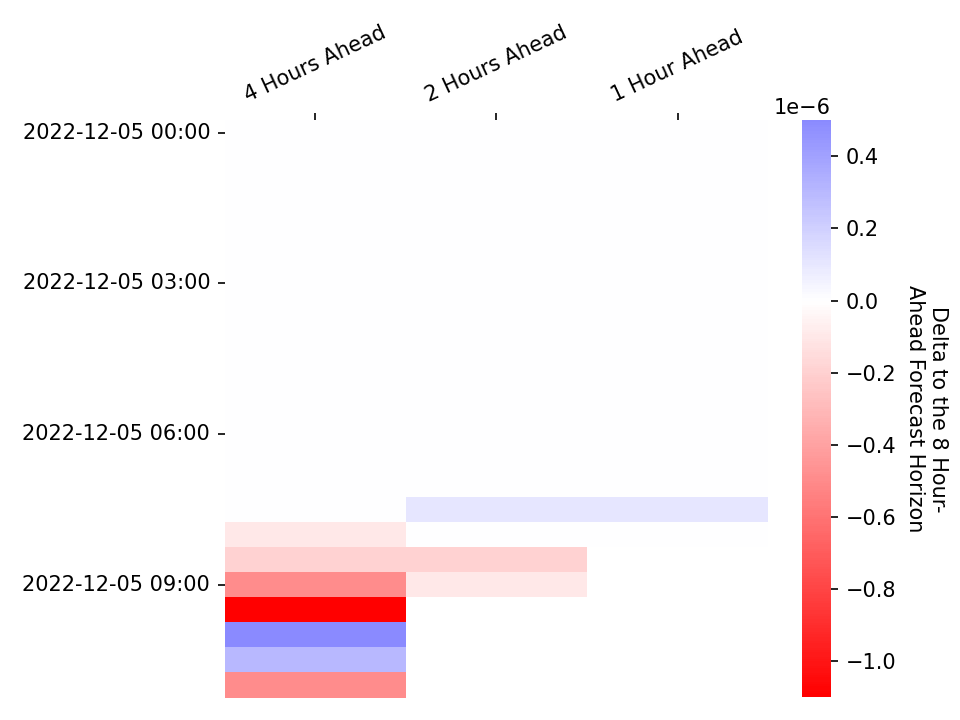 4 Hours Ahead
2 Hours Ahead
1 Hour Ahead
1e−6
2022-12-05 00:00
2022-12-05 03:00
2022-12-05 06:00
2022-12-05 09:00
0.4
0.2
0.0
−0.2
−0.4
−0.6
−0.8
−1.0
Delta to the 8 Hour-
Ahead Forecast Horizon